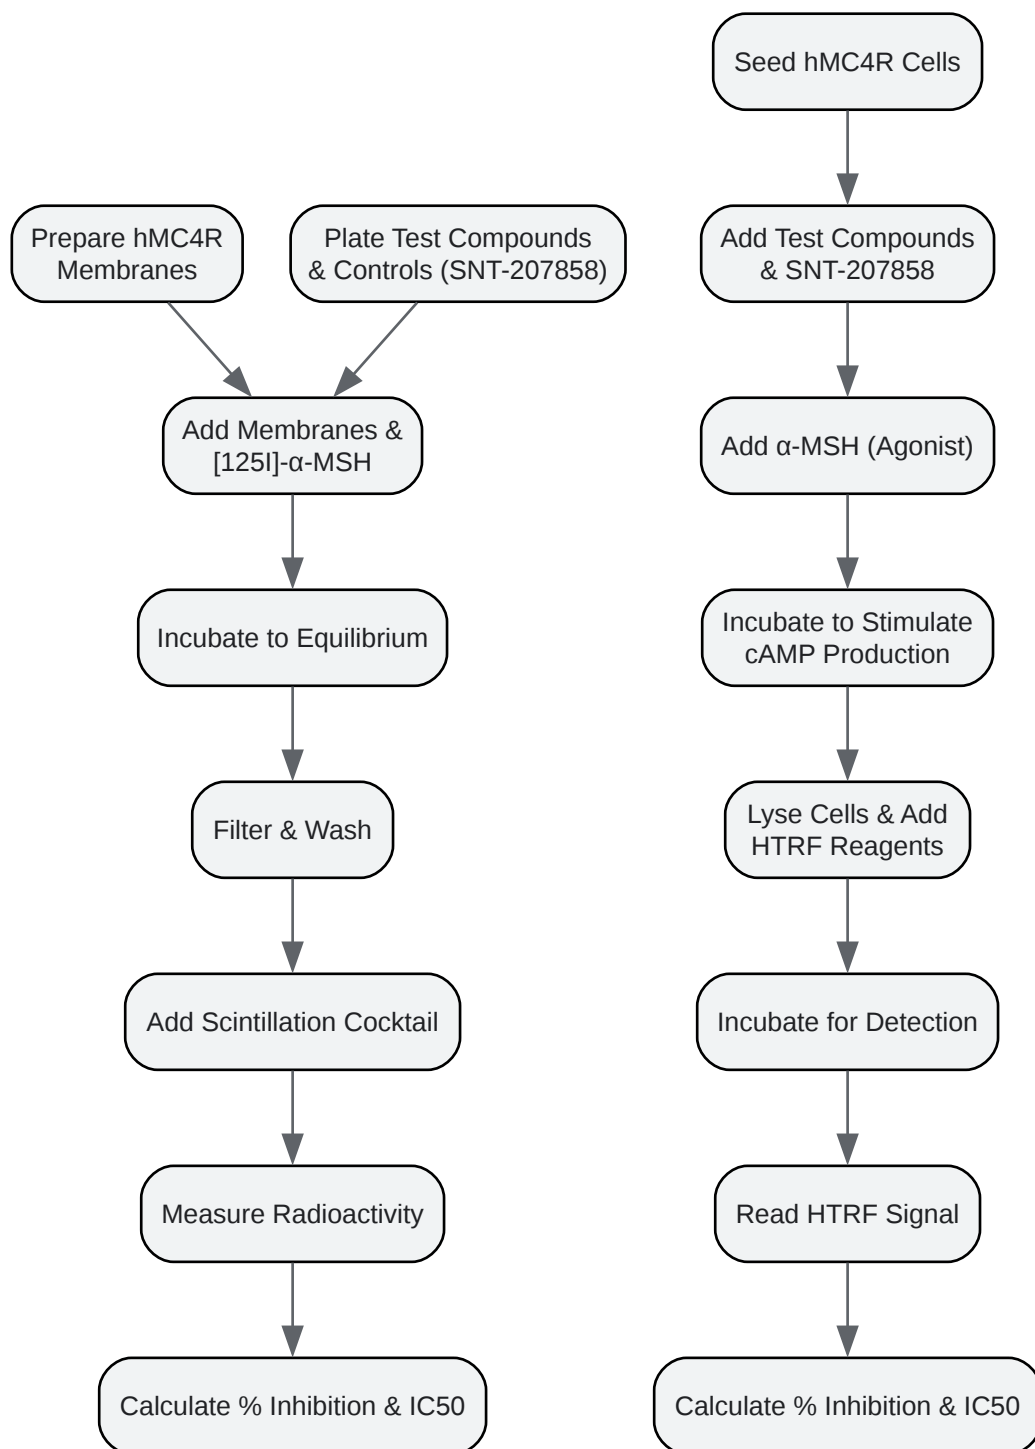 Prepare hMC4R
Membranes
Plate Test Compounds
& Controls (SNT-207858)
Add Membranes &
[125I]-α-MSH
Incubate to Equilibrium
Filter & Wash
Add Scintillation Cocktail
Measure Radioactivity
Calculate % Inhibition & IC50
Seed hMC4R Cells
Add Test Compounds
& SNT-207858
Add α-MSH (Agonist)
Incubate to Stimulate
cAMP Production
Lyse Cells & Add
HTRF Reagents
Incubate for Detection
Read HTRF Signal
Calculate % Inhibition & IC50